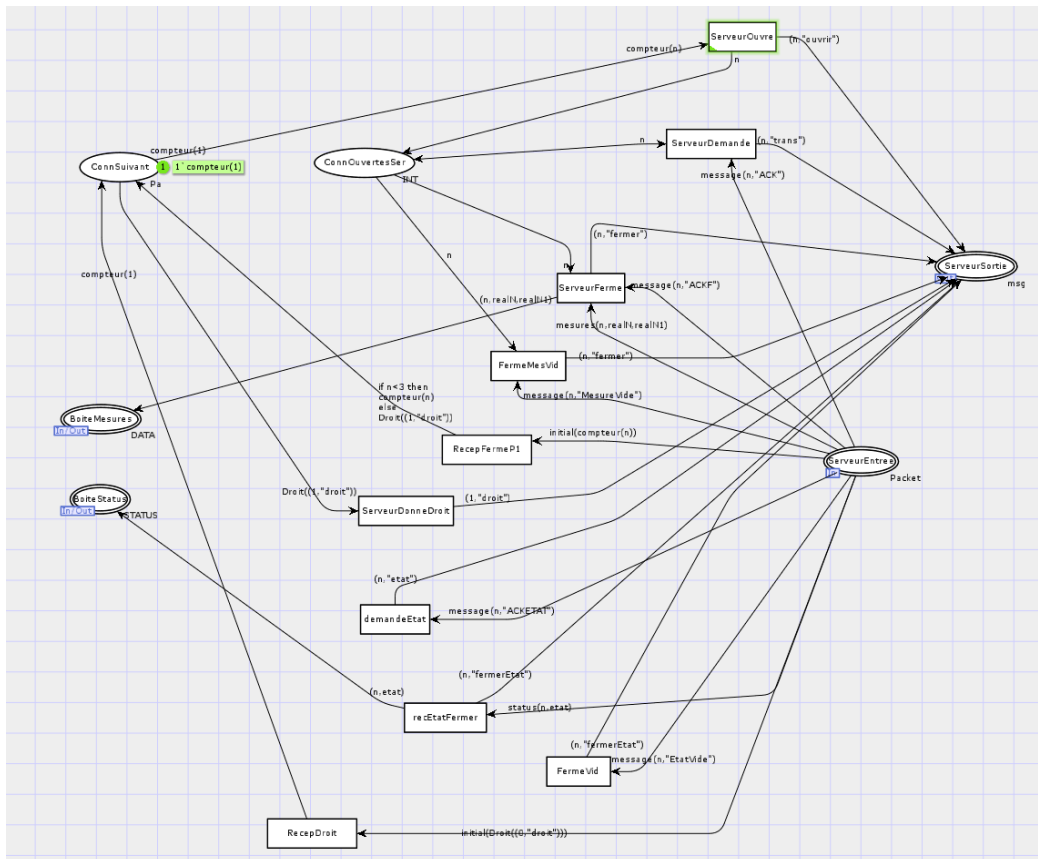 ServeurOuvre
(n,"ouvrir")
compteur(n)
n
ServeurDemande
n
(n,"trans")
compteur(1)
ConnSuivant
1
1`compteur(1)
Pa
ConnOuvertesSer
INT
message(n,"ACK")
(n,"fermer")
n
n
ServeurSortie
msg
compteur(1)
ServeurFerme
message(n,"ACKF")
(n,realN,realN1)
mesures(n,realN,realN1)
FermeMesVid
(n,"fermer")
if n<3 then
compteur(n)
else
Droit((1,"droit"))
message(n,"MesureVide")
BoiteMesures
In/Out
DATA
initial(compteur(n))
RecepFermeP1
ServeurEntree
In
Packet
BoiteStatus
In/Out
STATUS
Droit((1,"droit"))
(1,"droit")
ServeurDonneDroit
(n,"etat")
demandeEtat
message(n,"ACKETAT")
(n,"fermerEtat")
(n,etat)
recEtatFermer
status(n,etat)
(n,"fermerEtat")
FermeVid
message(n,"EtatVide")
RecepDroit
initial(Droit((0,"droit")))